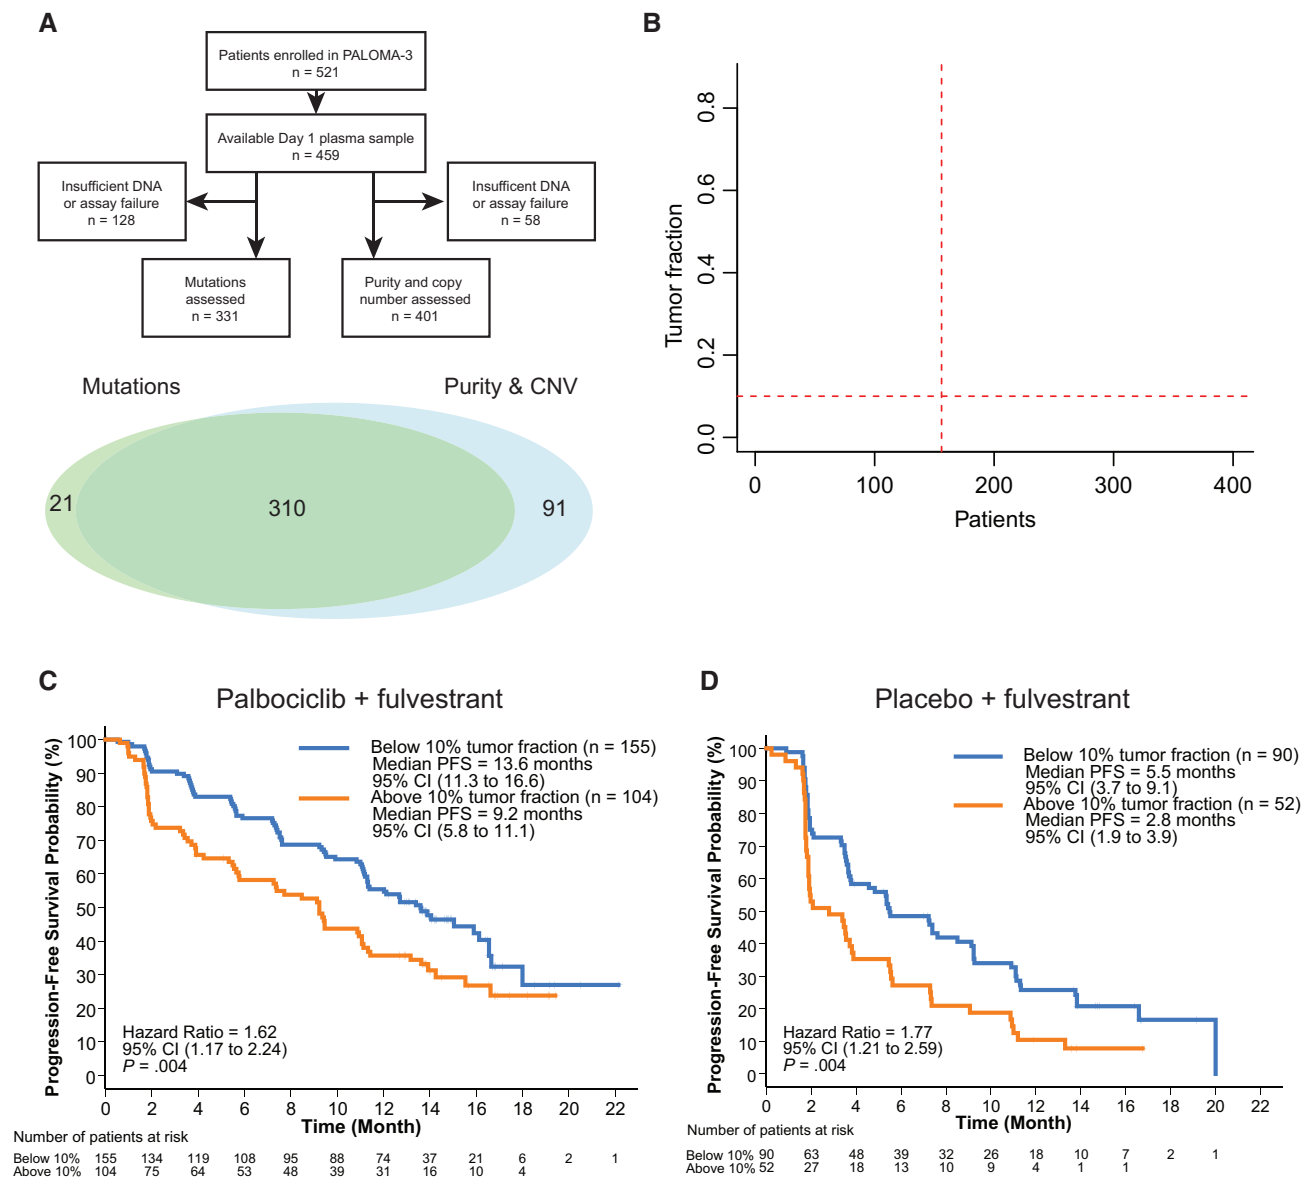 A
Patients enrolled in PALOMA-3
n = 521
Available Day 1 plasma sample
n = 459
Insufficient DNA
or assay failure
n = 128
Insufficent DNA
or assay failure
n = 58
Mutations
assessed
n = 331
Purity and copy
number assessed
n = 401
Mutations
Purity & CNV
21
310
91
B
Tumor fraction
0.8
0.6
0.4
0.2
0.0
0 100 200 300 400
Patients
C
Palbociclib + fulvestrant
Progression-Free Survival Probability (%)
100
90
80
70
60
50
40
30
20
10
0
Below 10% tumor fraction (n = 155)
Median PFS = 13.6 months
95% CI (11.3 to 16.6)
Above 10% tumor fraction (n = 104)
Median PFS = 9.2 months
95% CI (5.8 to 11.1)
Hazard Ratio = 1.62
95% CI (1.17 to 2.24)
P = .004
0 2 4 6 8 10 12 14 16 18 20 22
Time (Month)
Number of patients at risk
Below 10% 155 134 119 108 95 88 74 37 21 6 2 1
Above 10% 104 75 64 53 48 39 31 16 10 4
D
Placebo + fulvestrant
Progression-Free Survival Probability (%)
100
90
80
70
60
50
40
30
20
10
0
Below 10% tumor fraction (n = 90)
Median PFS = 5.5 months
95% CI (3.7 to 9.1)
Above 10% tumor fraction (n = 52)
Median PFS = 2.8 months
95% CI (1.9 to 3.9)
Hazard Ratio = 1.77
95% CI (1.21 to 2.59)
P = .004
0 2 4 6 8 10 12 14 16 18 20 22
Time (Month)
Number of patients at risk
Below 10% 90 63 48 39 32 26 18 10 7 2 1
Above 10% 52 27 18 13 10 9 4 1 1